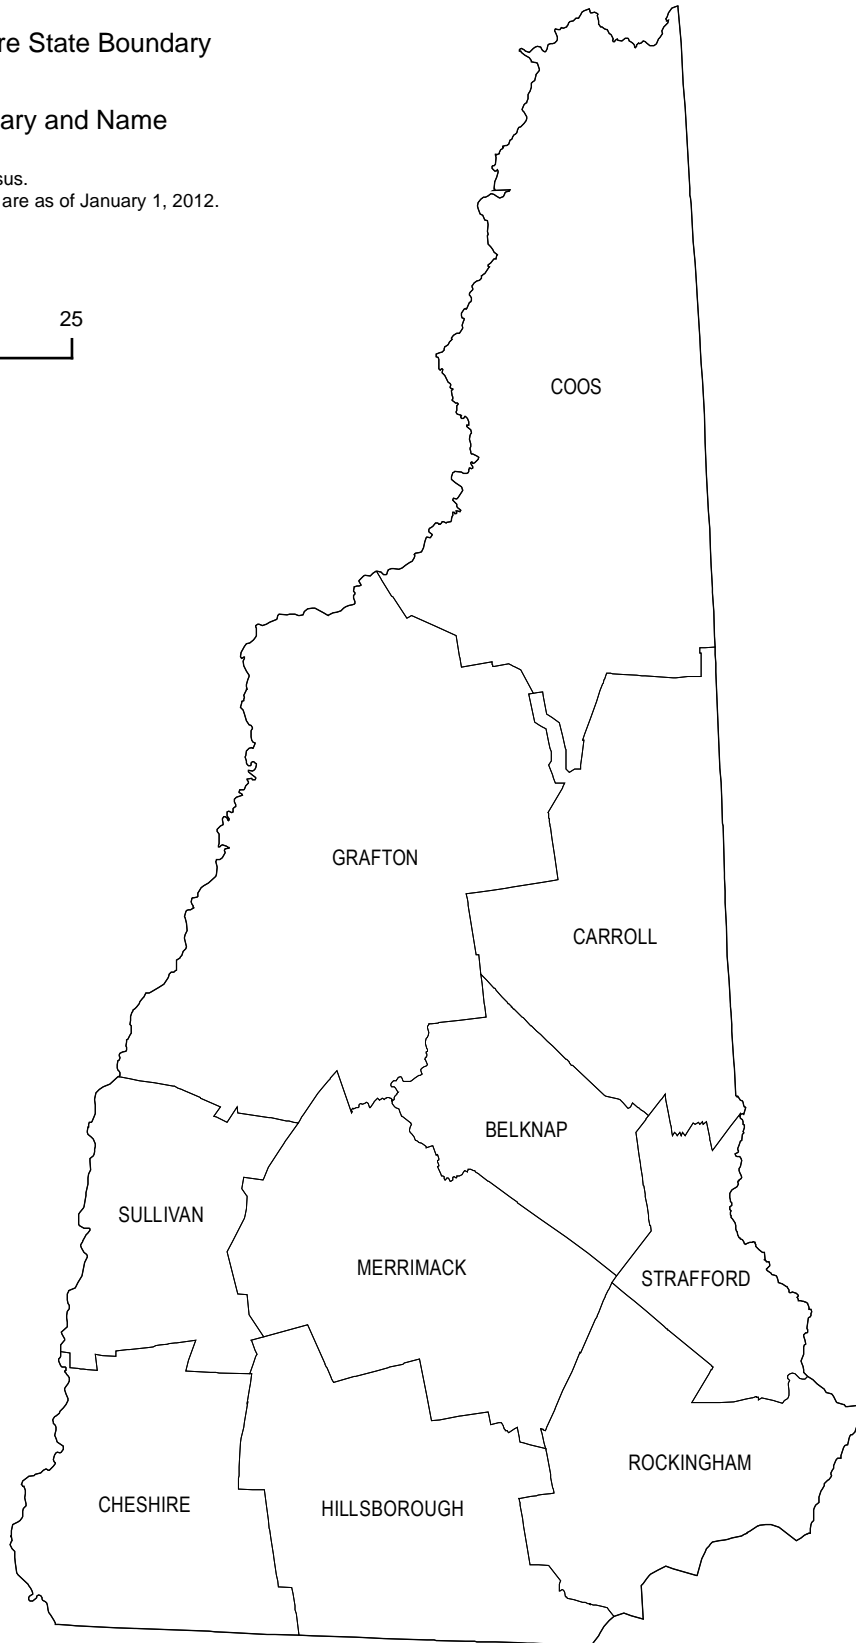 re State Boundary
ary and Name
sus.
are as of January 1, 2012.
25
COOS
GRAFTON
CARROLL
BELKNAP
SULLIVAN
MERRIMACK
STRAFFORD
ROCKINGHAM
CHESHIRE
HILLSBOROUGH